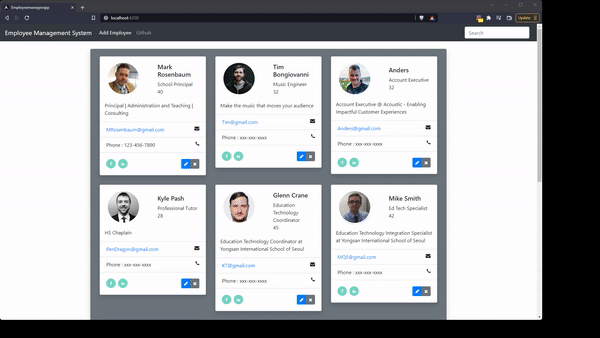 Employeemanagerapp
localhost:4200
Update
Employee Management System Add Employee Github
Search
Mark Rosenbaum
School Principal
40
Principal | Administration and Teaching |
Consulting
MRosenbaum@gmail.com
Phone : 123-456-7890
Tim Bongiovanni
Music Engineer
32
Make the music that moves your audience
Tim@gmail.com
Phone : xxx-xxx-xxxx
Anders
Account Executive
32
Account Executive @ Acoustic - Enabling
Impactful Customer Experiences
Anders@gmail.com
Phone : xxx-xxx-xxxx
Kyle Pash
Professional Tutor
28
HS Chaplain
PenDragon@gmail.com
Phone : xxx-xxx-xxxx
Glenn Crane
Education
Technology
Coordinator
45
Education Technology Coordinator at
Yongsan International School of Seoul
KT@gmail.com
Phone : xxx-xxx-xxxx
Mike Smith
Ed Tech Specialist
42
Education Technology Integration Specialist
at Yongsan International School of Seoul
MQS@gmail.com
Phone : xxx-xxx-xxxx